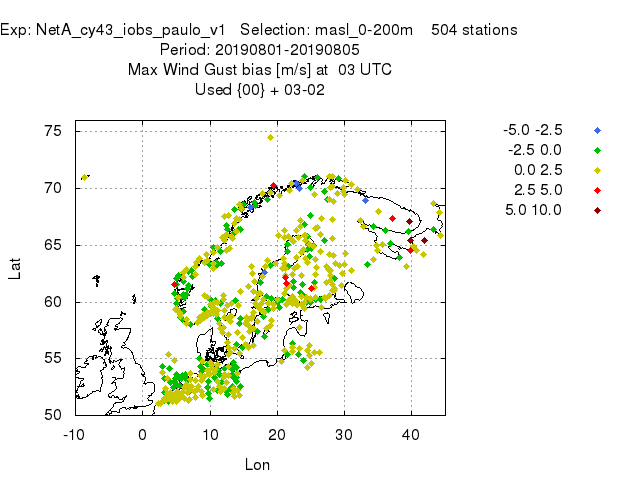 Exp: NetA_cy43_iobs_paulo_v1 Selection: masl_0-200m 504 stations
Period: 20190801-20190805
Max Wind Gust bias [m/s] at 03 UTC
Used {00} + 03-02
-5.0 -2.5
-2.5 0.0
0.0 2.5
2.5 5.0
5.0 10.0
75
70
65
60
55
50
Lat
-10 0 10 20 30 40
Lon